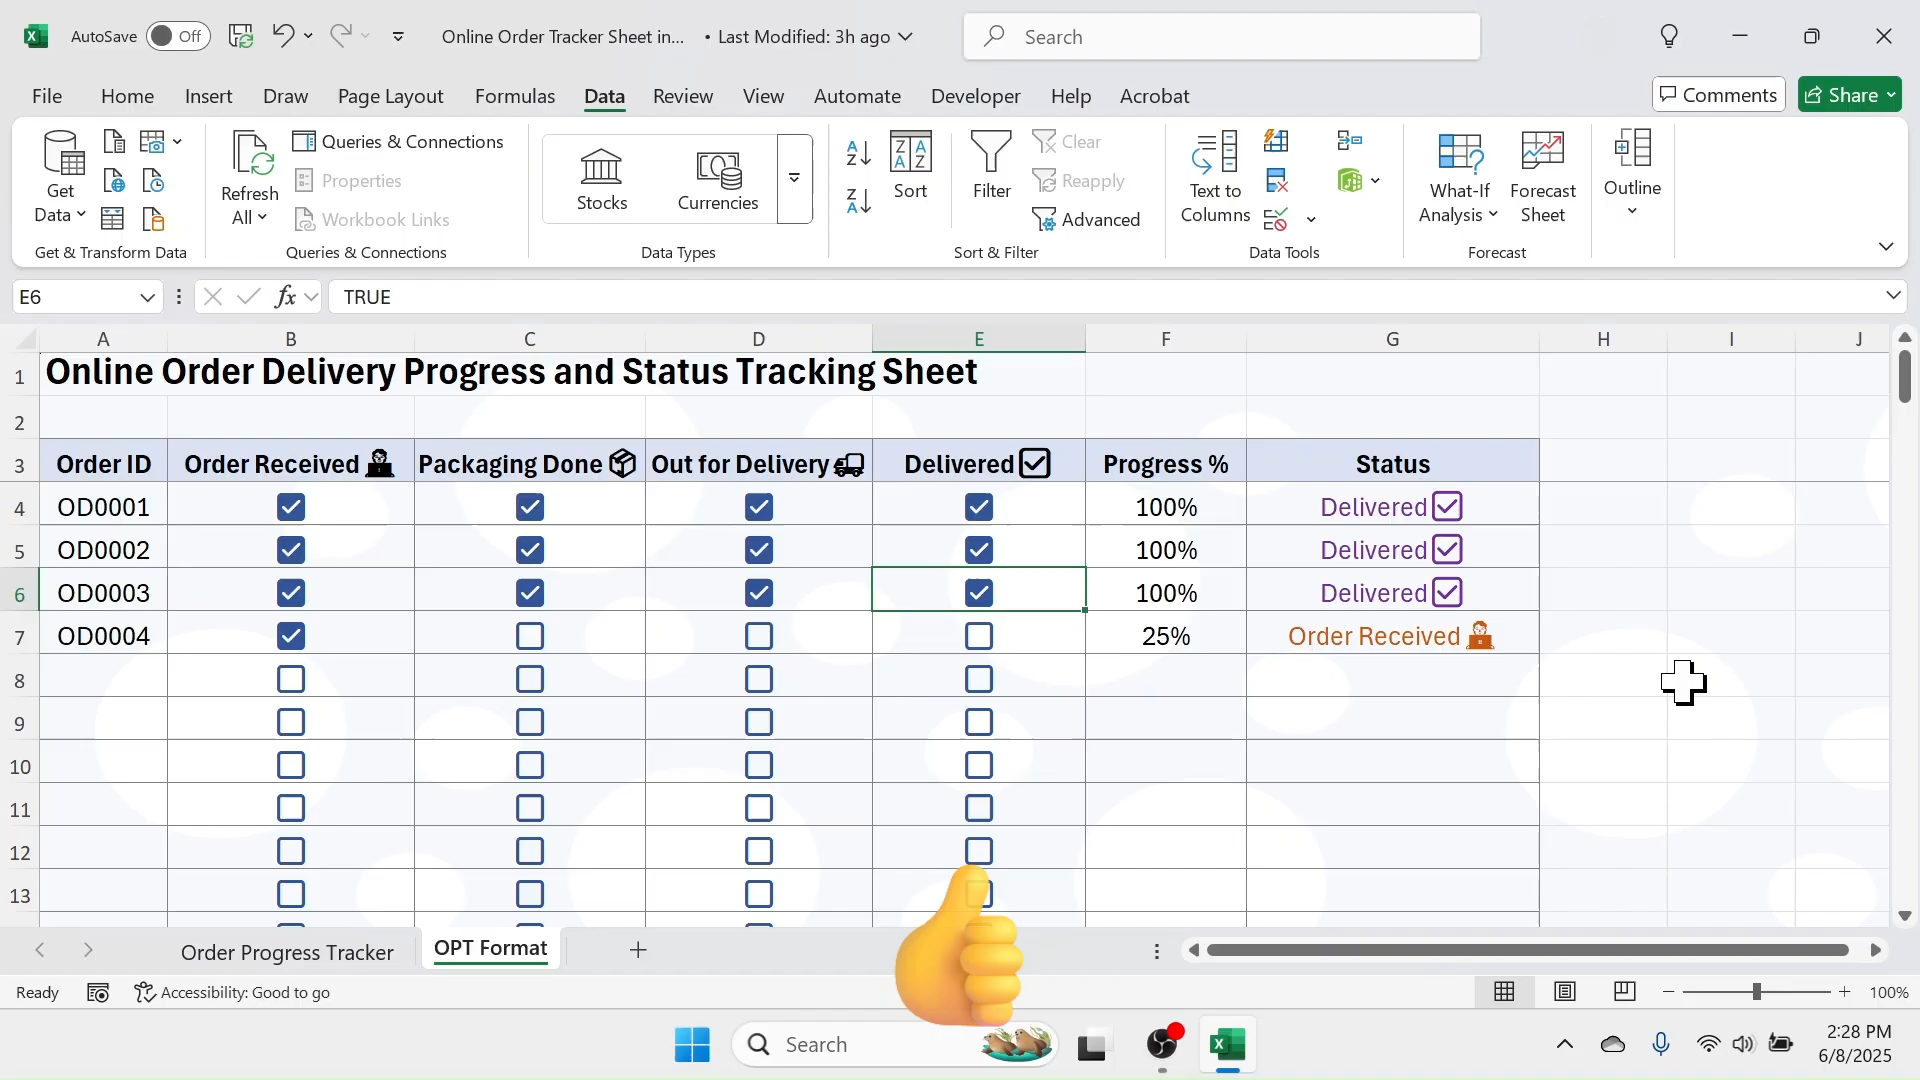 AutoSave Off Online Order Tracker Sheet in... • Last Modified: 3h ago Search
File Home Insert Draw Page Layout Formulas Data Review View Automate Developer Help Acrobat Comments Share
Get Data
Refresh All
Queries & Connections
Properties
Workbook Links
Stocks Currencies
Sort
Filter
Clear
Reapply
Advanced
Text to Columns
What-If Analysis
Forecast Sheet
Outline
Get & Transform Data Queries & Connections Data Types Sort & Filter Data Tools Forecast
E6 fx TRUE
A B C D E F G H I J
1 Online Order Delivery Progress and Status Tracking Sheet
2
3 Order ID Order Received Packaging Done Out for Delivery Delivered Progress % Status
4 OD0001 100% Delivered
5 OD0002 100% Delivered
6 OD0003 100% Delivered
7 OD0004 25% Order Received
8
9
10
11
12
13
Order Progress Tracker OPT Format
Ready Accessibility: Good to go 100%
Search
2:28 PM
6/8/2025